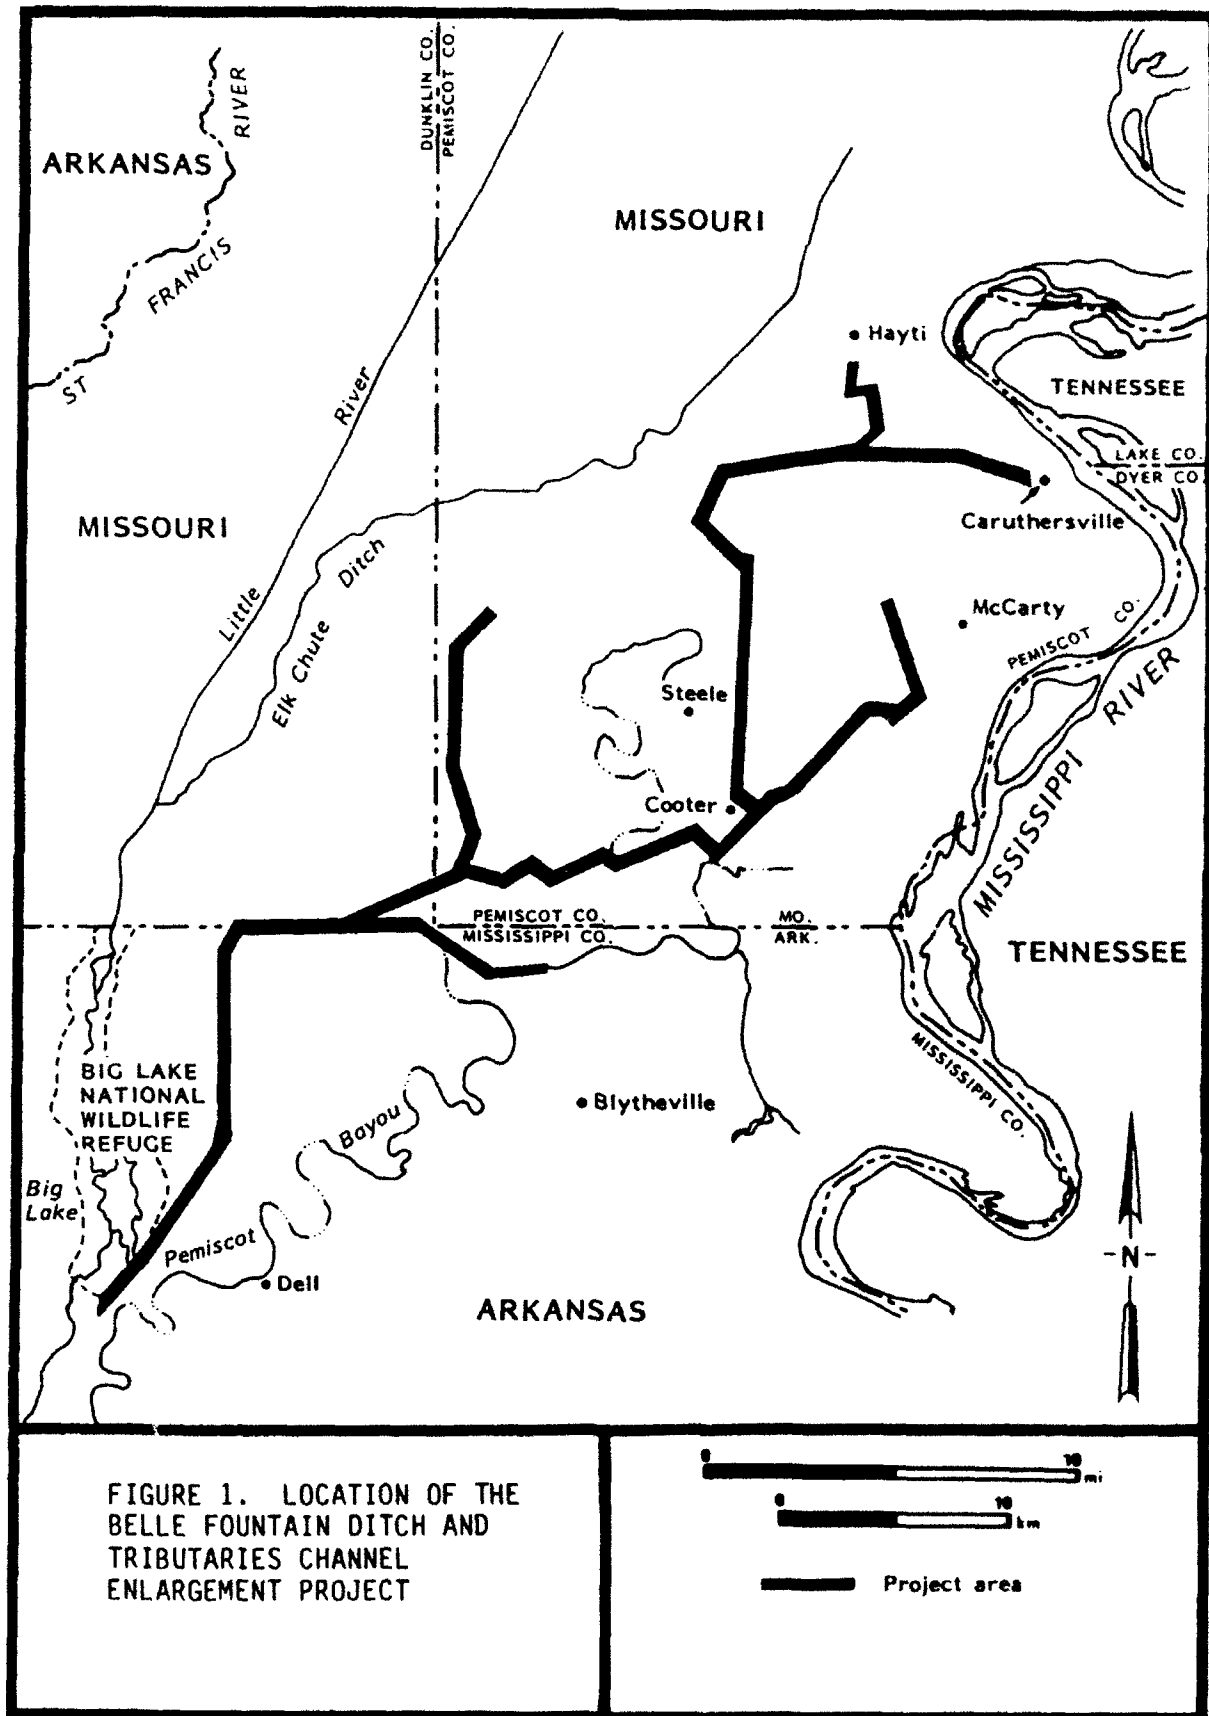 DUNKLIN CO.
PEMISCOT CO.
RIVER
ARKANSAS
FRANCIS
ST
MISSOURI
Hayti
River
TENNESSEE
LAKE CO.
DYER CO.
Caruthersville
MISSOURI
Ditch
Little
Elk Chute
McCarty
PEMISCOT CO.
Steele
RIVER
MISSISSIPPI
Cooter
PEMISCOT CO.
MISSISSIPPI CO.
MO.
ARK.
TENNESSEE
MISSISSIPPI CO.
BIG LAKE
NATIONAL
WILDLIFE
REFUGE
Blytheville
Bayou
Big
Lake
Pemiscot
Dell
ARKANSAS
-N-
FIGURE 1. LOCATION OF THE
BELLE FOUNTAIN DITCH AND
TRIBUTARIES CHANNEL
ENLARGEMENT PROJECT
0 10
mi
0 10
km
Project area